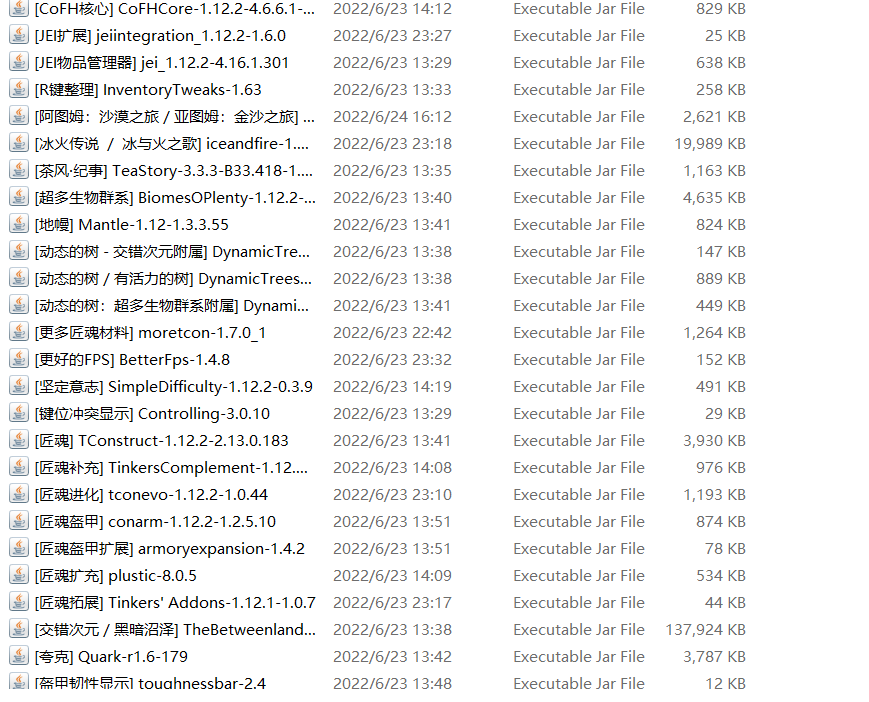 [CoFH核心] CoFHCore-1.12.2-4.6.6.1-... 2022/6/23 14:12 Executable Jar File 829 KB
[JEI扩展] jeiintegration_1.12.2-1.6.0 2022/6/23 23:27 Executable Jar File 25 KB
[JEI物品管理器] jei_1.12.2-4.16.1.301 2022/6/23 13:29 Executable Jar File 638 KB
[R键整理] InventoryTweaks-1.63 2022/6/23 13:33 Executable Jar File 258 KB
[阿图姆：沙漠之旅 / 亚图姆：金沙之旅] ... 2022/6/24 16:12 Executable Jar File 2,621 KB
[冰火传说 ／ 冰与火之歌] iceandfire-1.... 2022/6/23 23:18 Executable Jar File 19,989 KB
[茶风·纪事] TeaStory-3.3.3-B33.418-1.... 2022/6/23 13:35 Executable Jar File 1,163 KB
[超多生物群系] BiomesOPlenty-1.12.2-... 2022/6/23 13:40 Executable Jar File 4,635 KB
[地幔] Mantle-1.12-1.3.3.55 2022/6/23 13:41 Executable Jar File 824 KB
[动态的树 - 交错次元附属] DynamicTre... 2022/6/23 13:38 Executable Jar File 147 KB
[动态的树 / 有活力的树] DynamicTrees... 2022/6/23 13:38 Executable Jar File 889 KB
[动态的树：超多生物群系附属] Dynami... 2022/6/23 13:41 Executable Jar File 449 KB
[更多匠魂材料] moretcon-1.7.0_1 2022/6/23 22:42 Executable Jar File 1,264 KB
[更好的FPS] BetterFps-1.4.8 2022/6/23 23:32 Executable Jar File 152 KB
[坚定意志] SimpleDifficulty-1.12.2-0.3.9 2022/6/23 14:19 Executable Jar File 491 KB
[键位冲突显示] Controlling-3.0.10 2022/6/23 13:29 Executable Jar File 29 KB
[匠魂] TConstruct-1.12.2-2.13.0.183 2022/6/23 13:41 Executable Jar File 3,930 KB
[匠魂补充] TinkersComplement-1.12.... 2022/6/23 14:08 Executable Jar File 976 KB
[匠魂进化] tconevo-1.12.2-1.0.44 2022/6/23 23:10 Executable Jar File 1,193 KB
[匠魂盔甲] conarm-1.12.2-1.2.5.10 2022/6/23 13:51 Executable Jar File 874 KB
[匠魂盔甲扩展] armoryexpansion-1.4.2 2022/6/23 13:51 Executable Jar File 78 KB
[匠魂扩充] plustic-8.0.5 2022/6/23 14:09 Executable Jar File 534 KB
[匠魂拓展] Tinkers' Addons-1.12.1-1.0.7 2022/6/23 23:17 Executable Jar File 44 KB
[交错次元 / 黑暗沼泽] TheBetweenland... 2022/6/23 13:38 Executable Jar File 137,924 KB
[夸克] Quark-r1.6-179 2022/6/23 13:42 Executable Jar File 3,787 KB
[盔甲韧性显示] toughnessbar-2.4 2022/6/23 13:48 Executable Jar File 12 KB